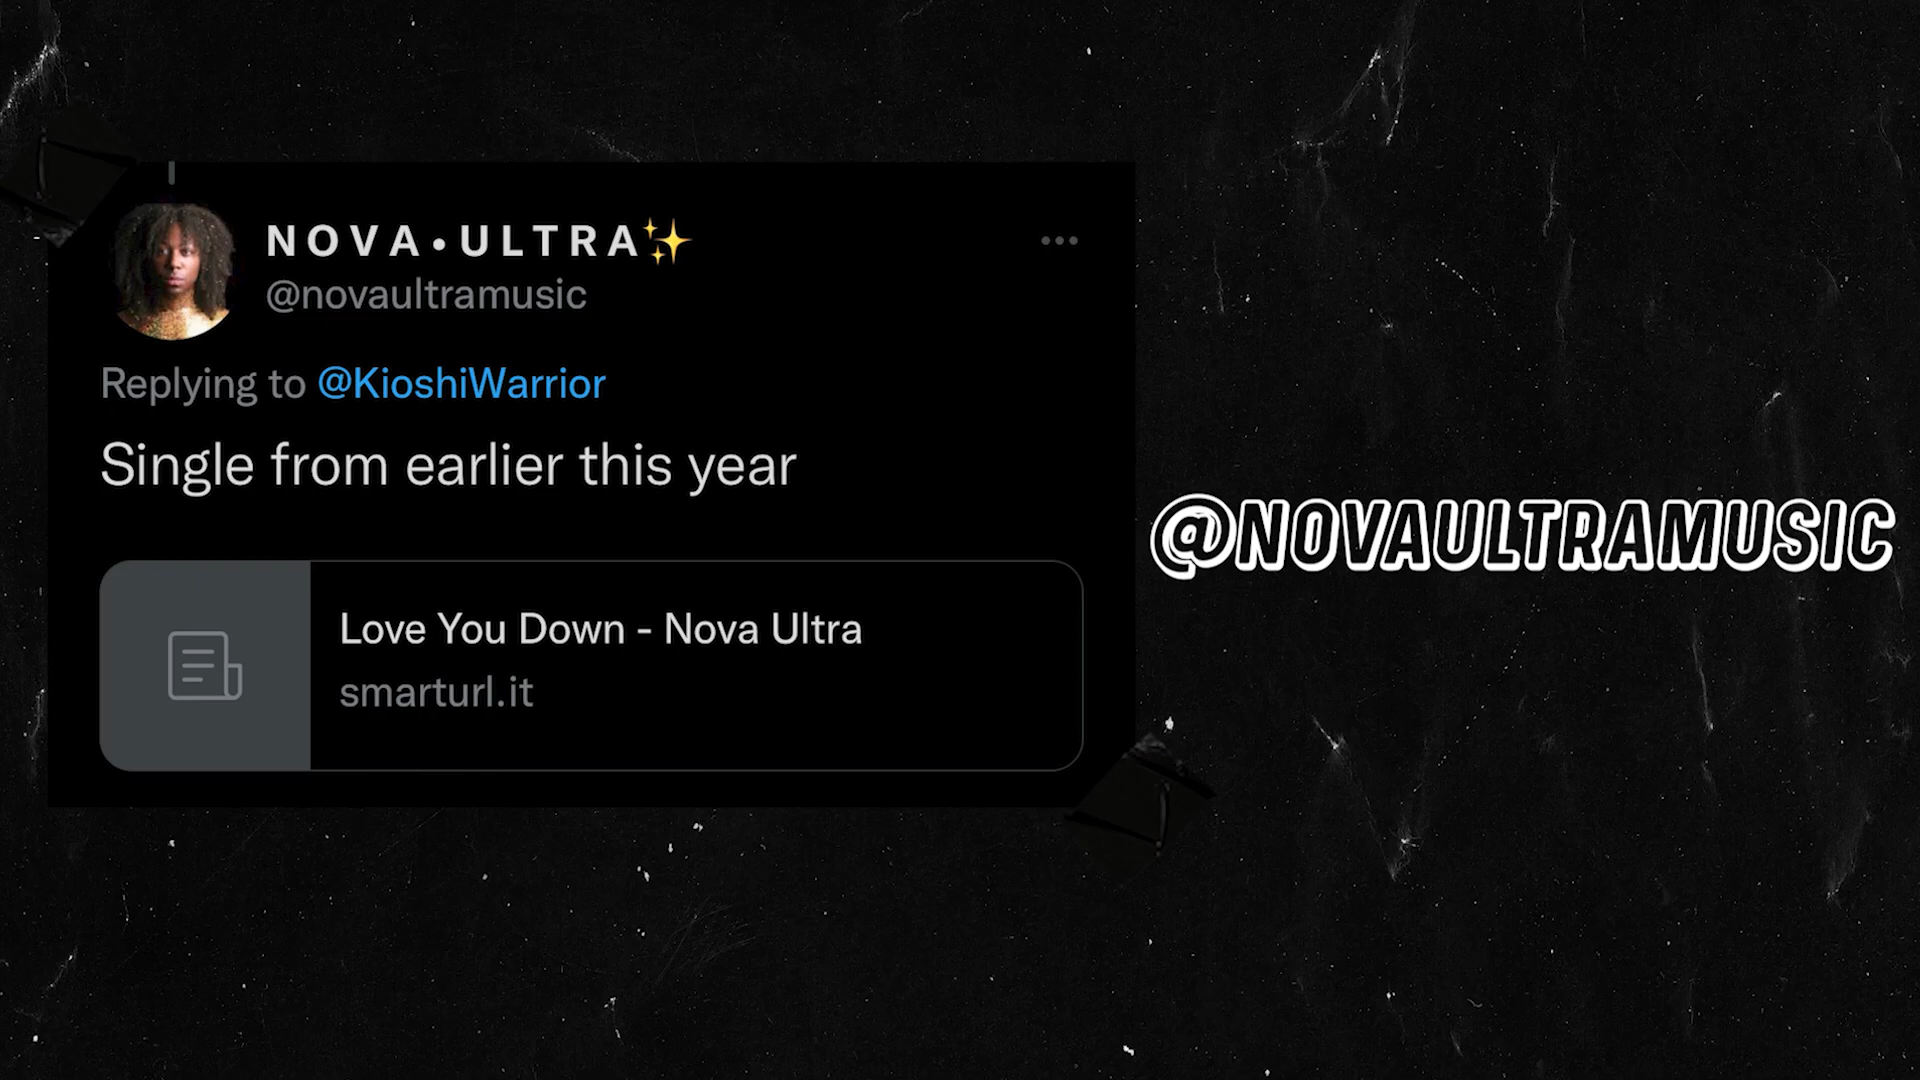 NOVA•ULTRA✨
@novaultramusic
Replying to @KioshiWarrior
Single from earlier this year
Love You Down - Nova Ultra
smarturl.it
@NOVAULTRAMUSIC